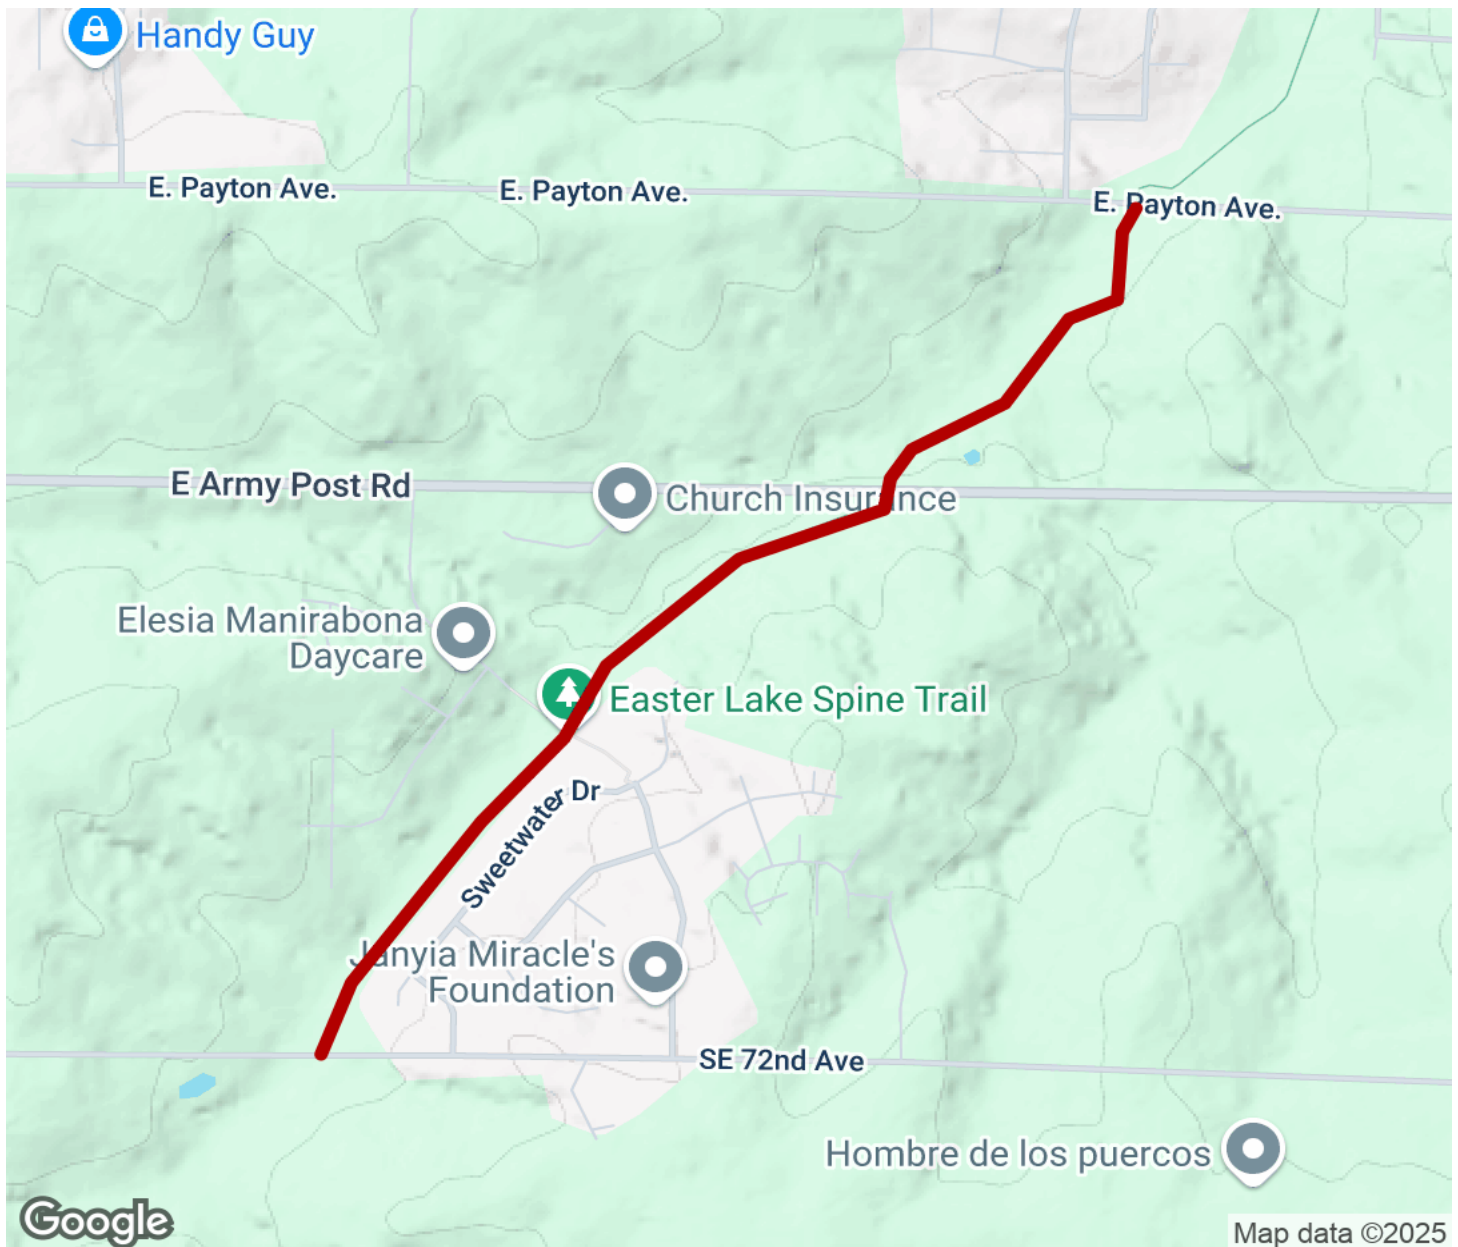 Handy Guy
E. Payton Ave.
E. Payton Ave.
E. Payton Ave.
E Army Post Rd
Church Insurance
Elesia Manirabona
Daycare
Easter Lake Spine Trail
Sweetwater Dr
Janyia Miracle's
Foundation
SE 72nd Ave
Hombre de los puercos
Google
Map data ©2025